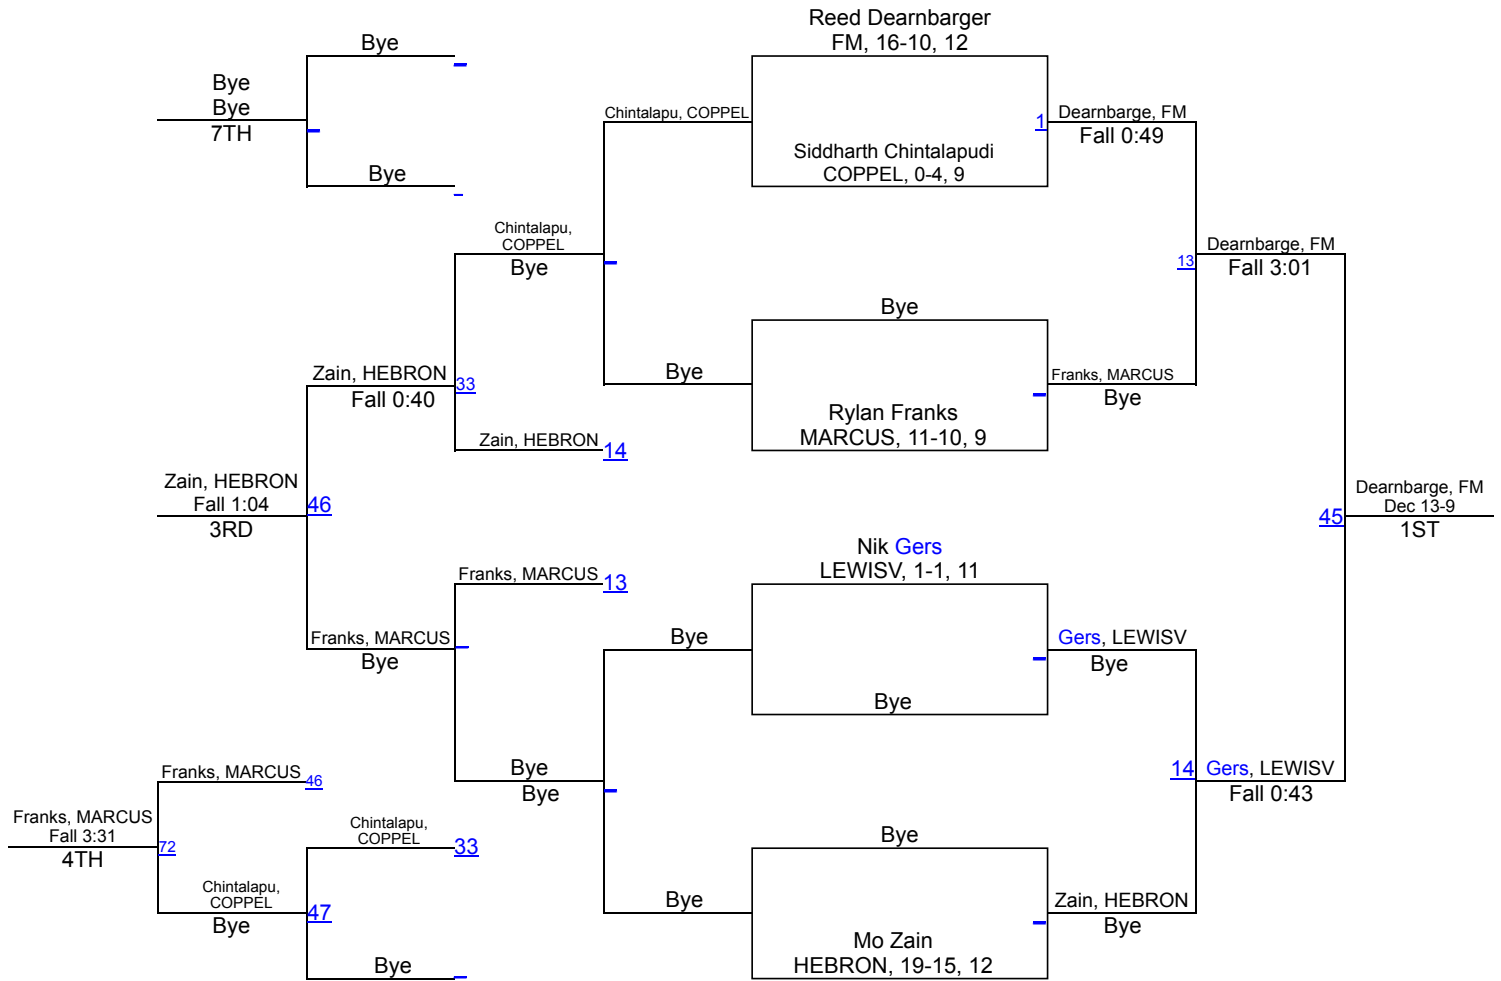 Reed Dearnbarger
FM, 16-10, 12
Bye
Bye
Bye
7TH
Bye
Chintalapu, COPPEL
1
Dearnbarge, FM
Fall 0:49
Siddharth Chintalapudi
COPPEL, 0-4, 9
Chintalapu,
COPPEL
Bye
13
Dearnbarge, FM
Fall 3:01
Bye
Zain, HEBRON
Fall 0:40
33
Bye
Franks, MARCUS
Bye
Rylan Franks
MARCUS, 11-10, 9
Zain, HEBRON
14
Zain, HEBRON
Fall 1:04
3RD
46
45
Dearnbarge, FM
Dec 13-9
1ST
Nik Gers
LEWISV, 1-1, 11
Franks, MARCUS
13
Franks, MARCUS
Bye
Bye
Gers, LEWISV
Bye
Bye
Bye
Bye
14
Gers, LEWISV
Fall 0:43
Franks, MARCUS
46
Franks, MARCUS
Fall 3:31
4TH
72
Chintalapu,
COPPEL
33
Bye
Chintalapu,
COPPEL
Bye
47
Bye
Zain, HEBRON
Bye
Mo Zain
HEBRON, 19-15, 12
Bye